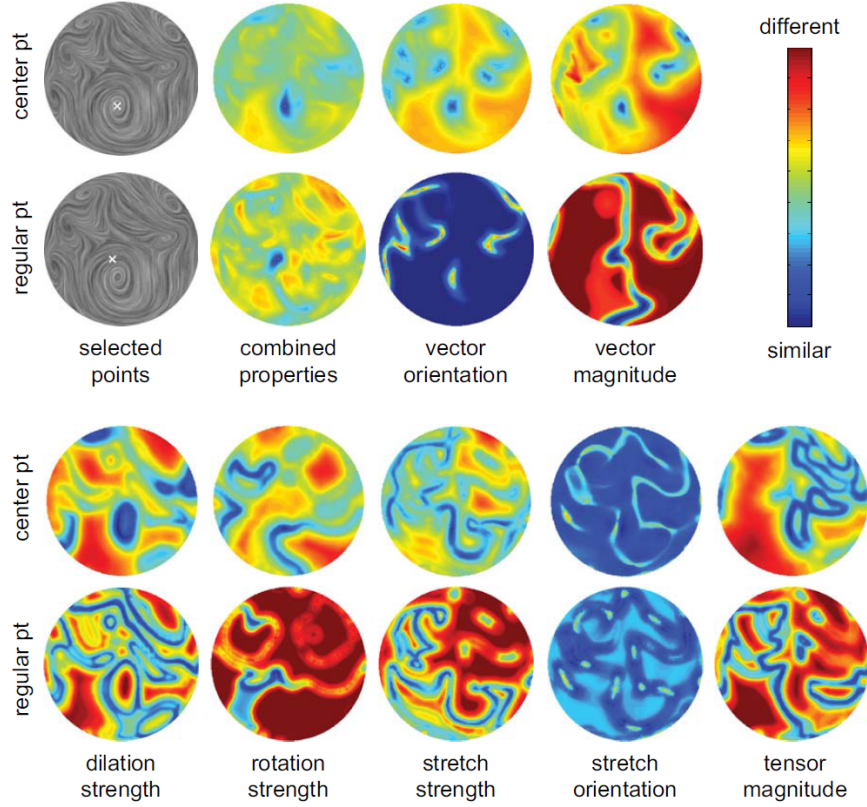 different
center pt
regular pt
similar
selected
points
combined
properties
vector
orientation
vector
magnitude
center pt
regular pt
dilation
strength
rotation
strength
stretch
strength
stretch
orientation
tensor
magnitude